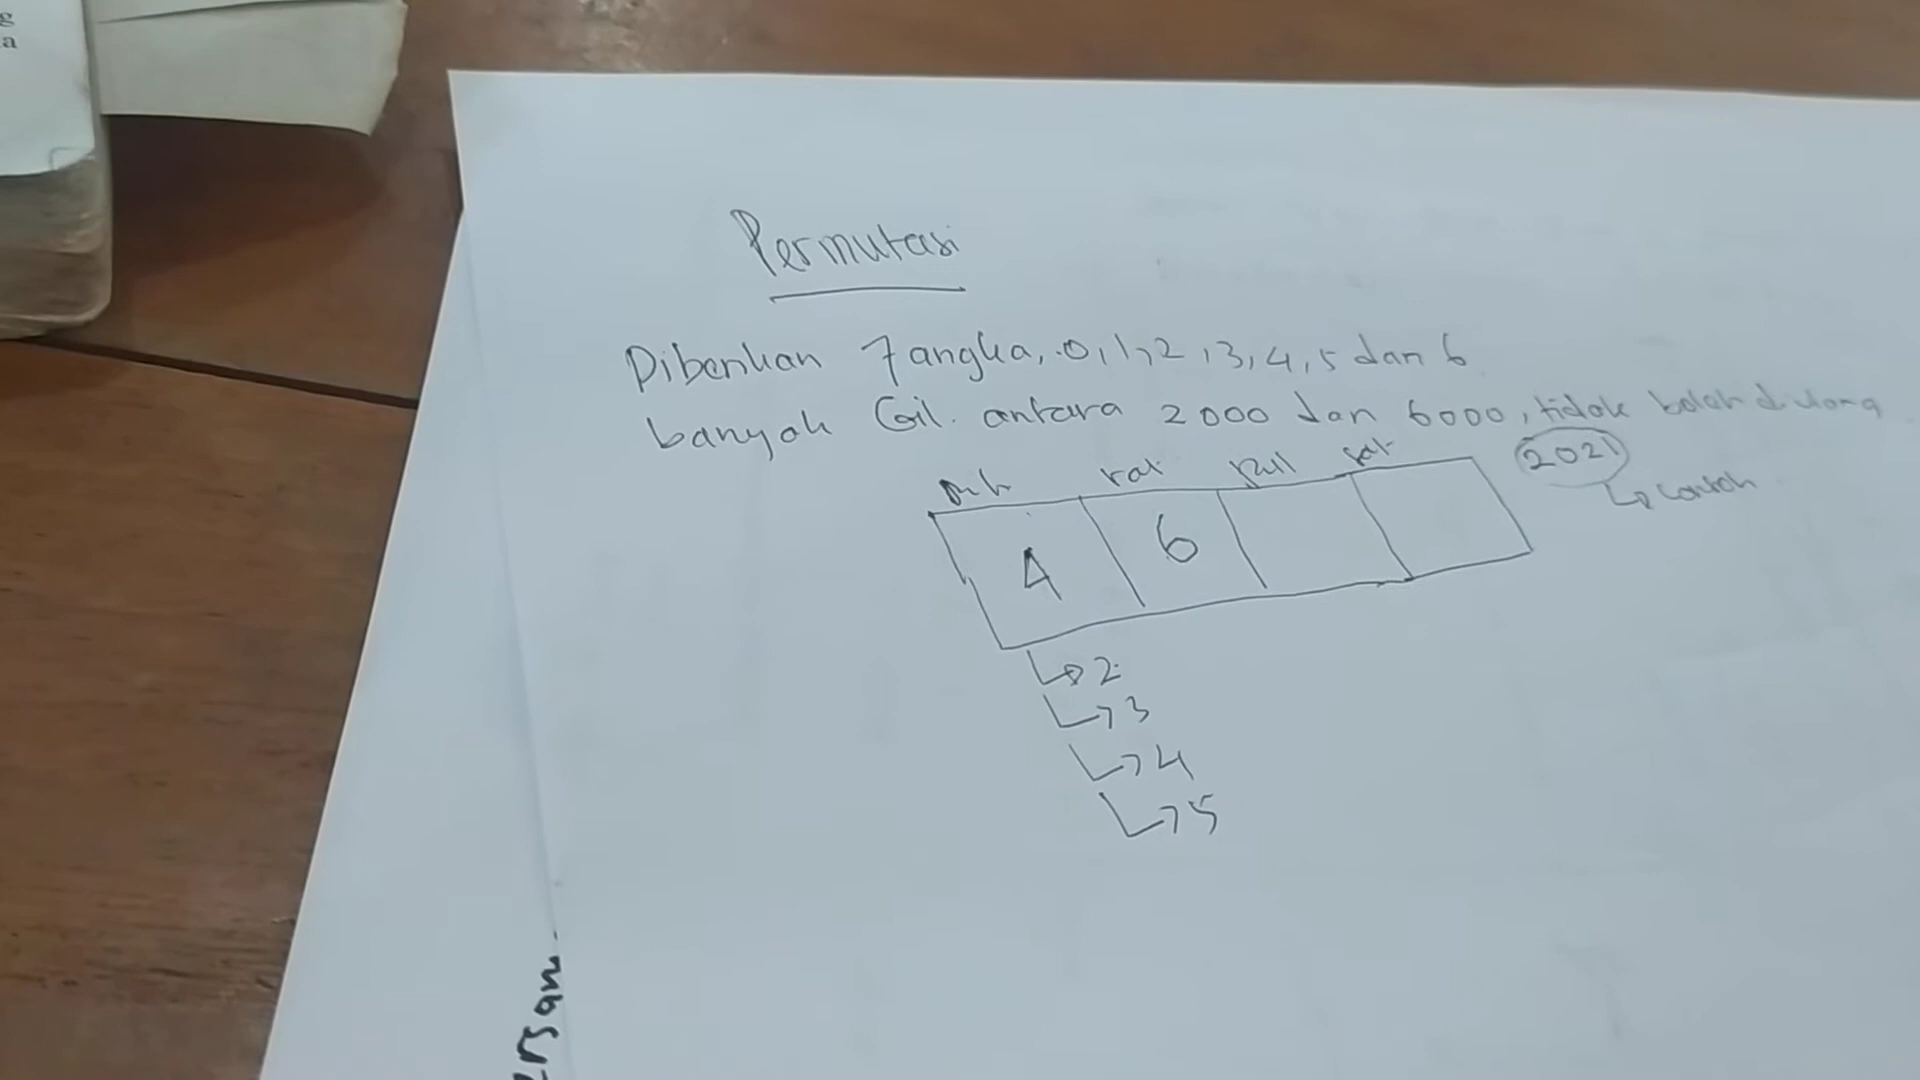 g
a
Permutasi
Diberikan 7 angka, 0, 1, 2, 3, 4, 5 dan 6
banyak Bil. antara 2000 dan 6000, tidak boleh diulang
rib rat pul sat
2021
↳ contoh
4 6
↳ 2
↳ 3
↳ 4
↳ 5